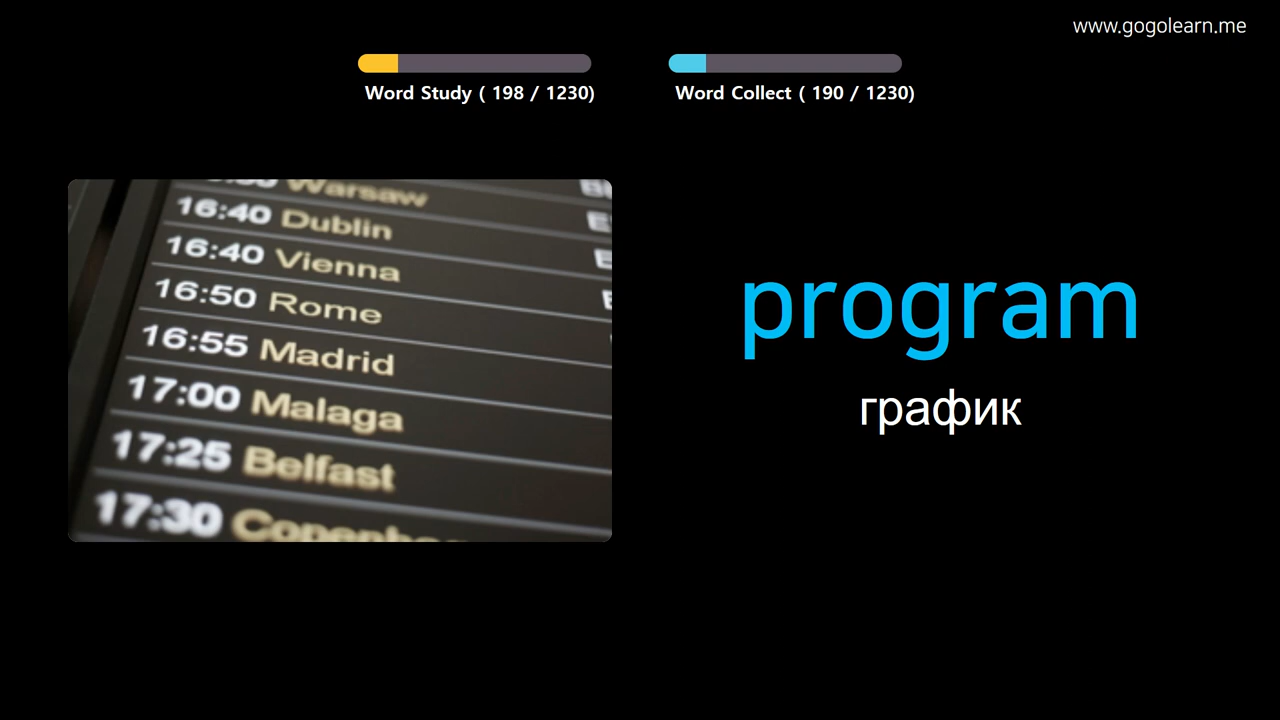 www.gogolearn.me
Word Study ( 198 / 1230)
Word Collect ( 190 / 1230)
Warsaw
16:40 Dublin
16:40 Vienna
16:50 Rome
16:55 Madrid
17:00 Malaga
17:25 Belfast
17:30
program
график